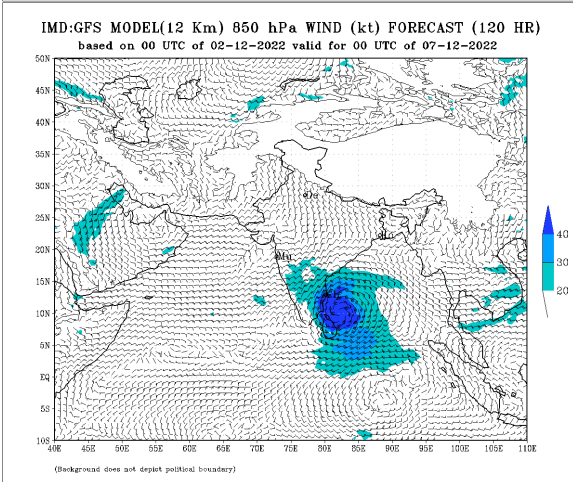 IMD:GFS MODEL(12 Km) 850 hPa WIND (kt) FORECAST (120 HR)
based on 00 UTC of 02-12-2022 valid for 00 UTC of 07-12-2022
50N
45N
40N
35N
30N
25N
20N
15N
10N
5N
EQ
5S
10S
40E 45E 50E 55E 60E 65E 70E 75E 80E 85E 90E 95E 100E 105E 110E
40
30
20
(Background does not depict political boundary)